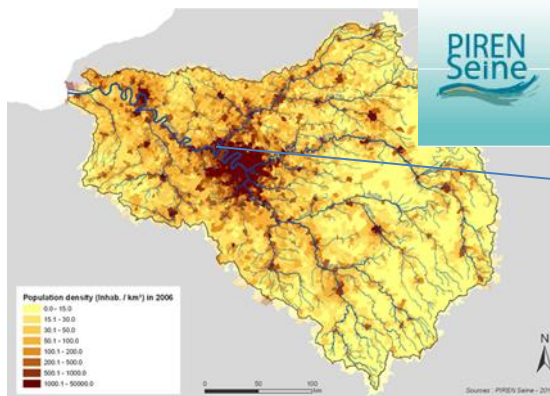 PIREN
Seine
Population density (Inhab. / km²) in 2006
0.0 - 15.0
15.1 - 30.0
30.1 - 50.0
50.1 - 100.0
100.1 - 200.0
200.1 - 500.0
500.1 - 1000.0
1000.1 - 50000.0
0 50 100
N
Sources : PIREN Seine - 201